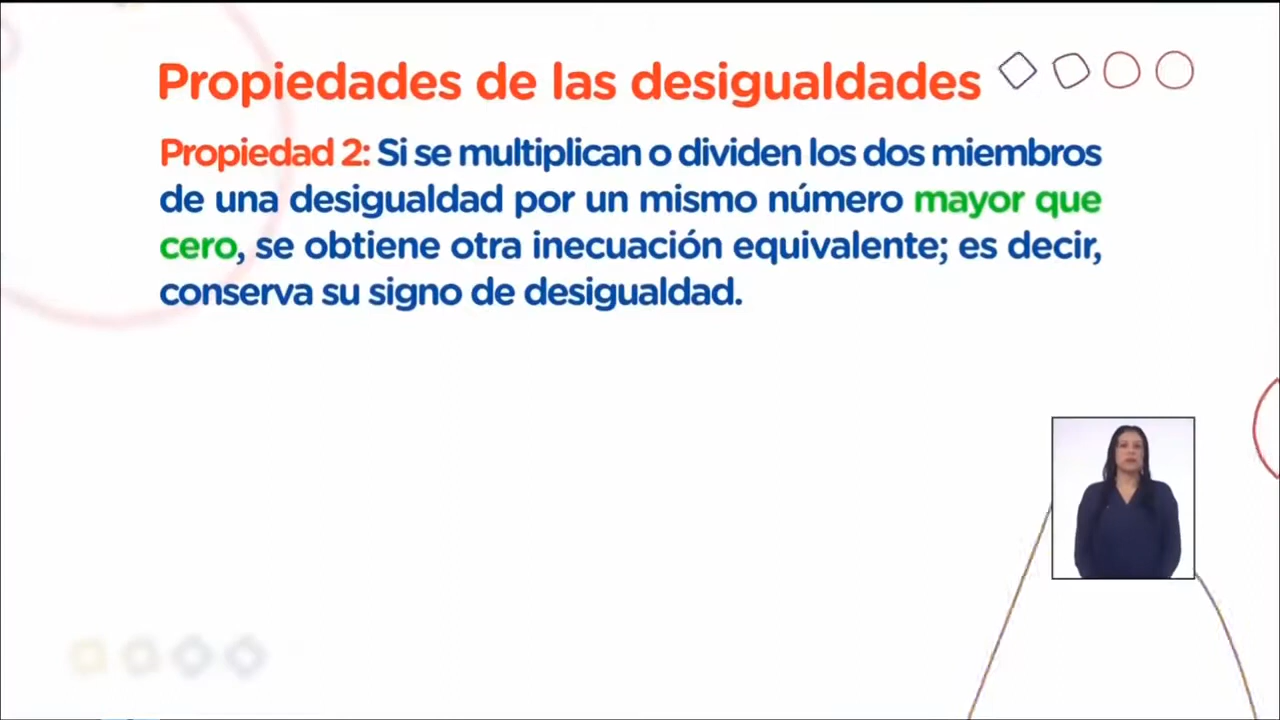 Propiedades de las desigualdades
Propiedad 2: Si se multiplican o dividen los dos miembros
de una desigualdad por un mismo número mayor que
cero, se obtiene otra inecuación equivalente; es decir,
conserva su signo de desigualdad.